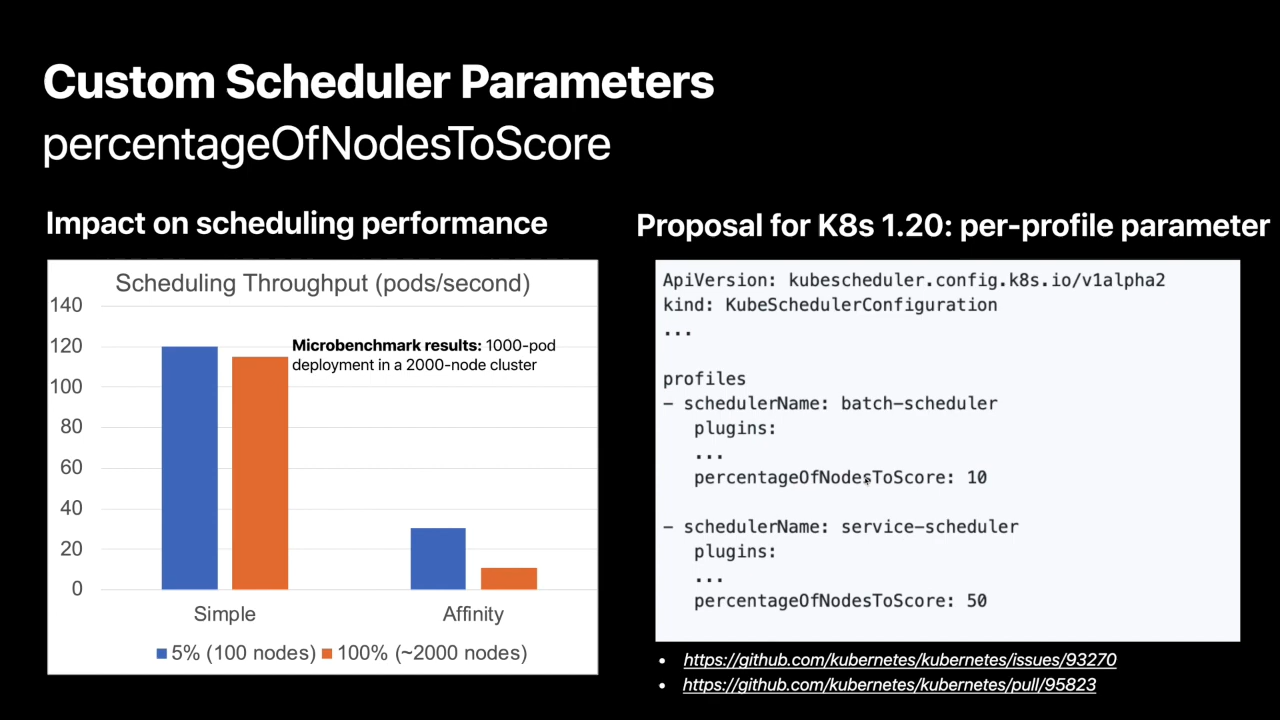 Custom Scheduler Parameters
percentageOfNodesToScore
Impact on scheduling performance
Scheduling Throughput (pods/second)
140
120
100
80
60
40
20
0
Microbenchmark results: 1000-pod
deployment in a 2000-node cluster
Simple
Affinity
5% (100 nodes)
100% (~2000 nodes)
Proposal for K8s 1.20: per-profile parameter
ApiVersion: kubescheduler.config.k8s.io/v1alpha2
kind: KubeSchedulerConfiguration
...
profiles
- schedulerName: batch-scheduler
plugins:
...
percentageOfNodesToScore: 10
- schedulerName: service-scheduler
plugins:
...
percentageOfNodesToScore: 50
• https://github.com/kubernetes/kubernetes/issues/93270
• https://github.com/kubernetes/kubernetes/pull/95823